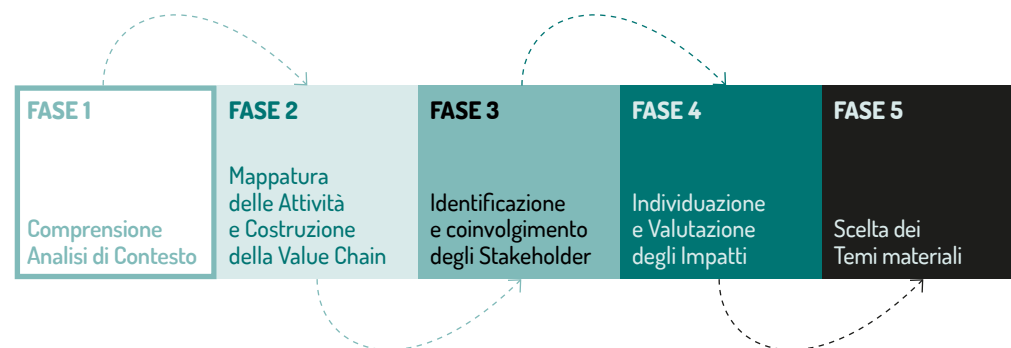 FASE 1
Comprensione
Analisi di Contesto
FASE 2
Mappatura
delle Attività
e Costruzione
della Value Chain
FASE 3
Identificazione
e coinvolgimento
degli Stakeholder
FASE 4
Individuazione
e Valutazione
degli Impatti
FASE 5
Scelta dei
Temi materiali